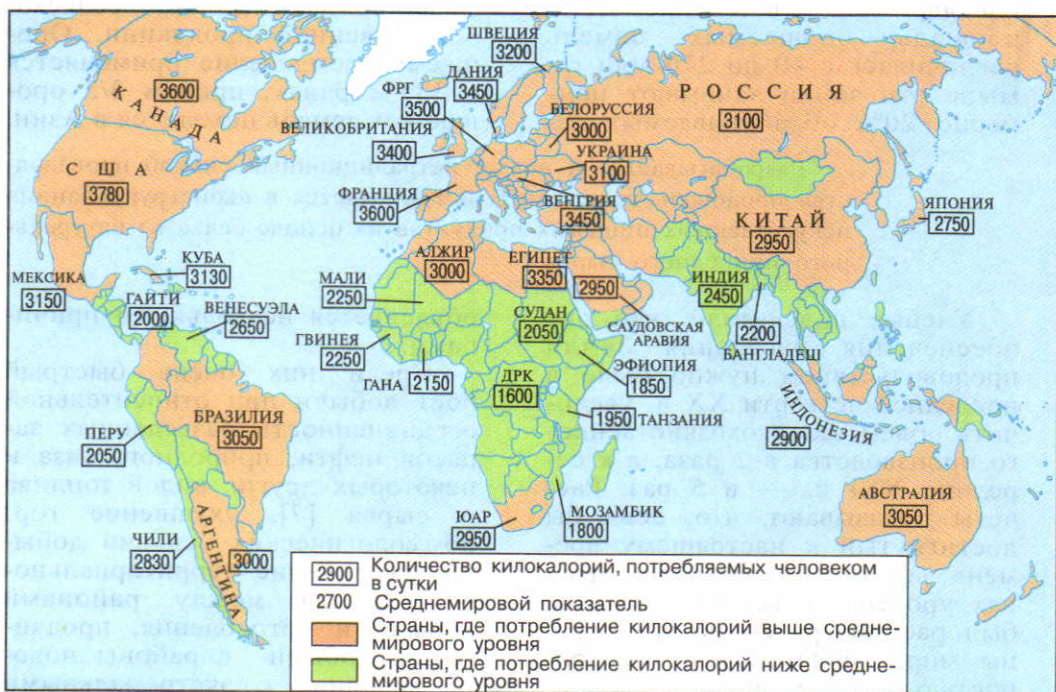 ШВЕЦИЯ
3200
ДАНИЯ
3450
ФРГ
3500
БЕЛОРУССИЯ
3000
ВЕЛИКОБРИТАНИЯ
3400
УКРАИНА
3100
ФРАНЦИЯ
3600
ВЕНГРИЯ
3450
РОССИЯ
3100
КАНАДА
3600
США
3780
ЯПОНИЯ
2750
КИТАЙ
2950
МЕКСИКА
3150
КУБА
3130
ГАИТИ
2000
ВЕНЕСУЭЛА
2650
МАЛИ
2250
ГВИНЕЯ
2250
ГАНА
2150
АЛЖИР
3000
ЕГИПЕТ
3350
2950
САУДОВСКАЯ
АРАВИЯ
СУДАН
2050
ИНДИЯ
2450
2200
БАНГЛАДЕШ
ЭФИОПИЯ
1850
ДРК
1600
1950
ТАНЗАНИЯ
ИНДОНЕЗИЯ
2900
БРАЗИЛИЯ
3050
ПЕРУ
2050
ЧИЛИ
2830
АРГЕНТИНА
3000
ЮАР
2950
МОЗАМБИК
1800
АВСТРАЛИЯ
3050
2900 Количество килокалорий, потребляемых человеком
в сутки
2700 Среднемировой показатель
Страны, где потребление килокалорий выше средне-
мирового уровня
Страны, где потребление килокалорий ниже средне-
мирового уровня